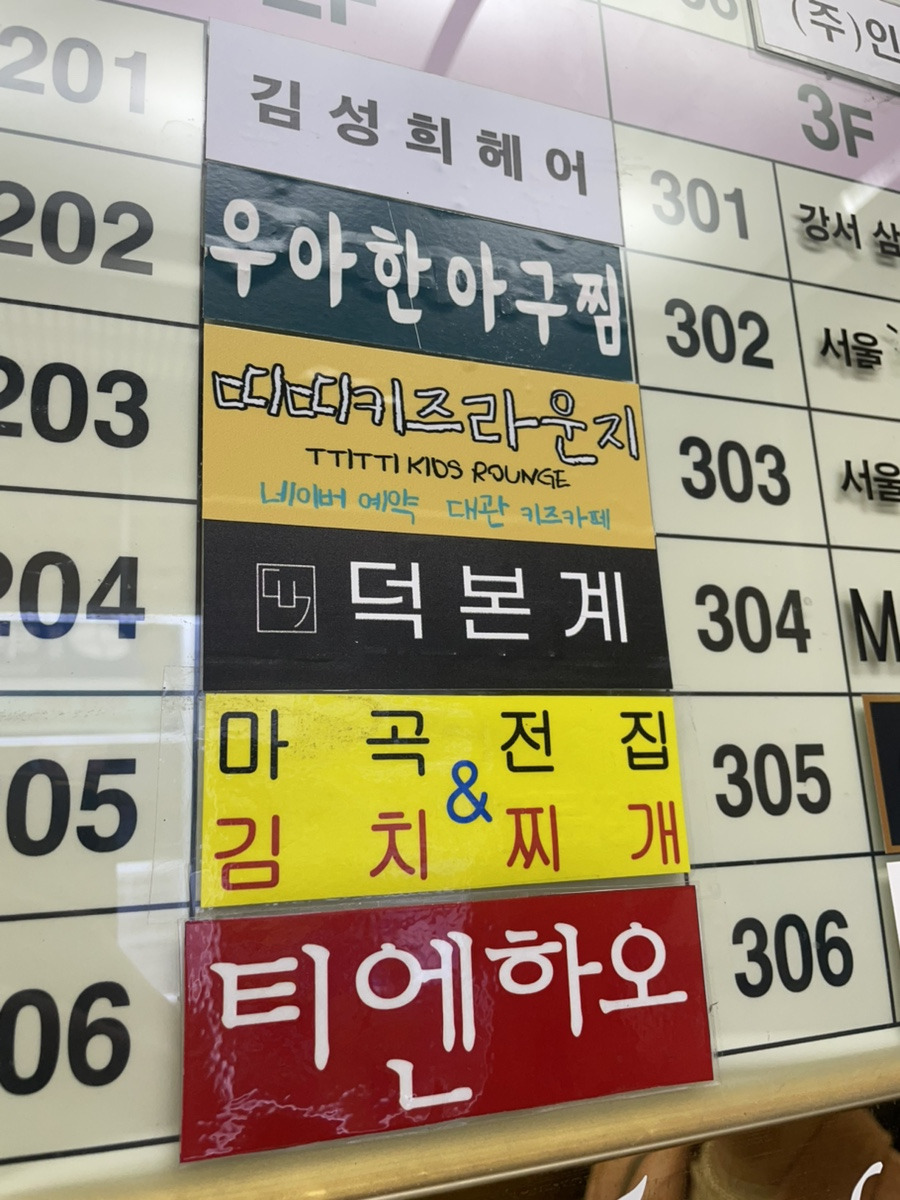 2F
3F
(주)인
201
김성희헤어
301
강서 삼
202
우아한아구찜
302
서울
203
띠띠키즈라운지
TTITTI KIDS ROUNGE
네이버 예약 대관 키즈카페
303
서울
204
덕본계
304
M
05
마곡전집
&
김치찌개
305
06
티엔하오
306